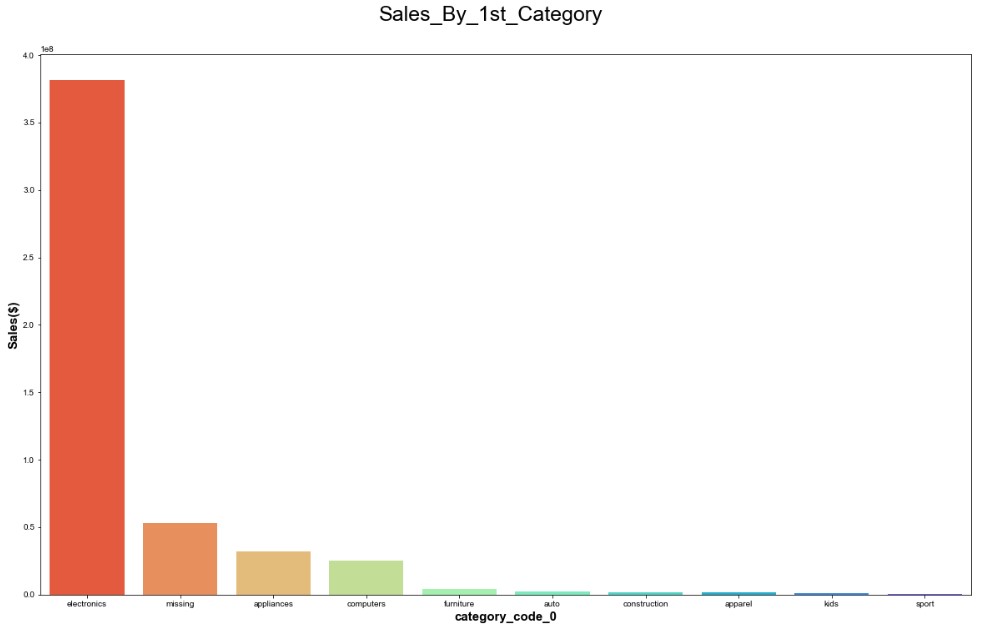 Sales_By_1st_Category
1e8
4.0
3.5
3.0
2.5
2.0
1.5
1.0
0.5
0.0
Sales($)
electronics missing appliances computers furniture auto construction apparel kids sport
category_code_0